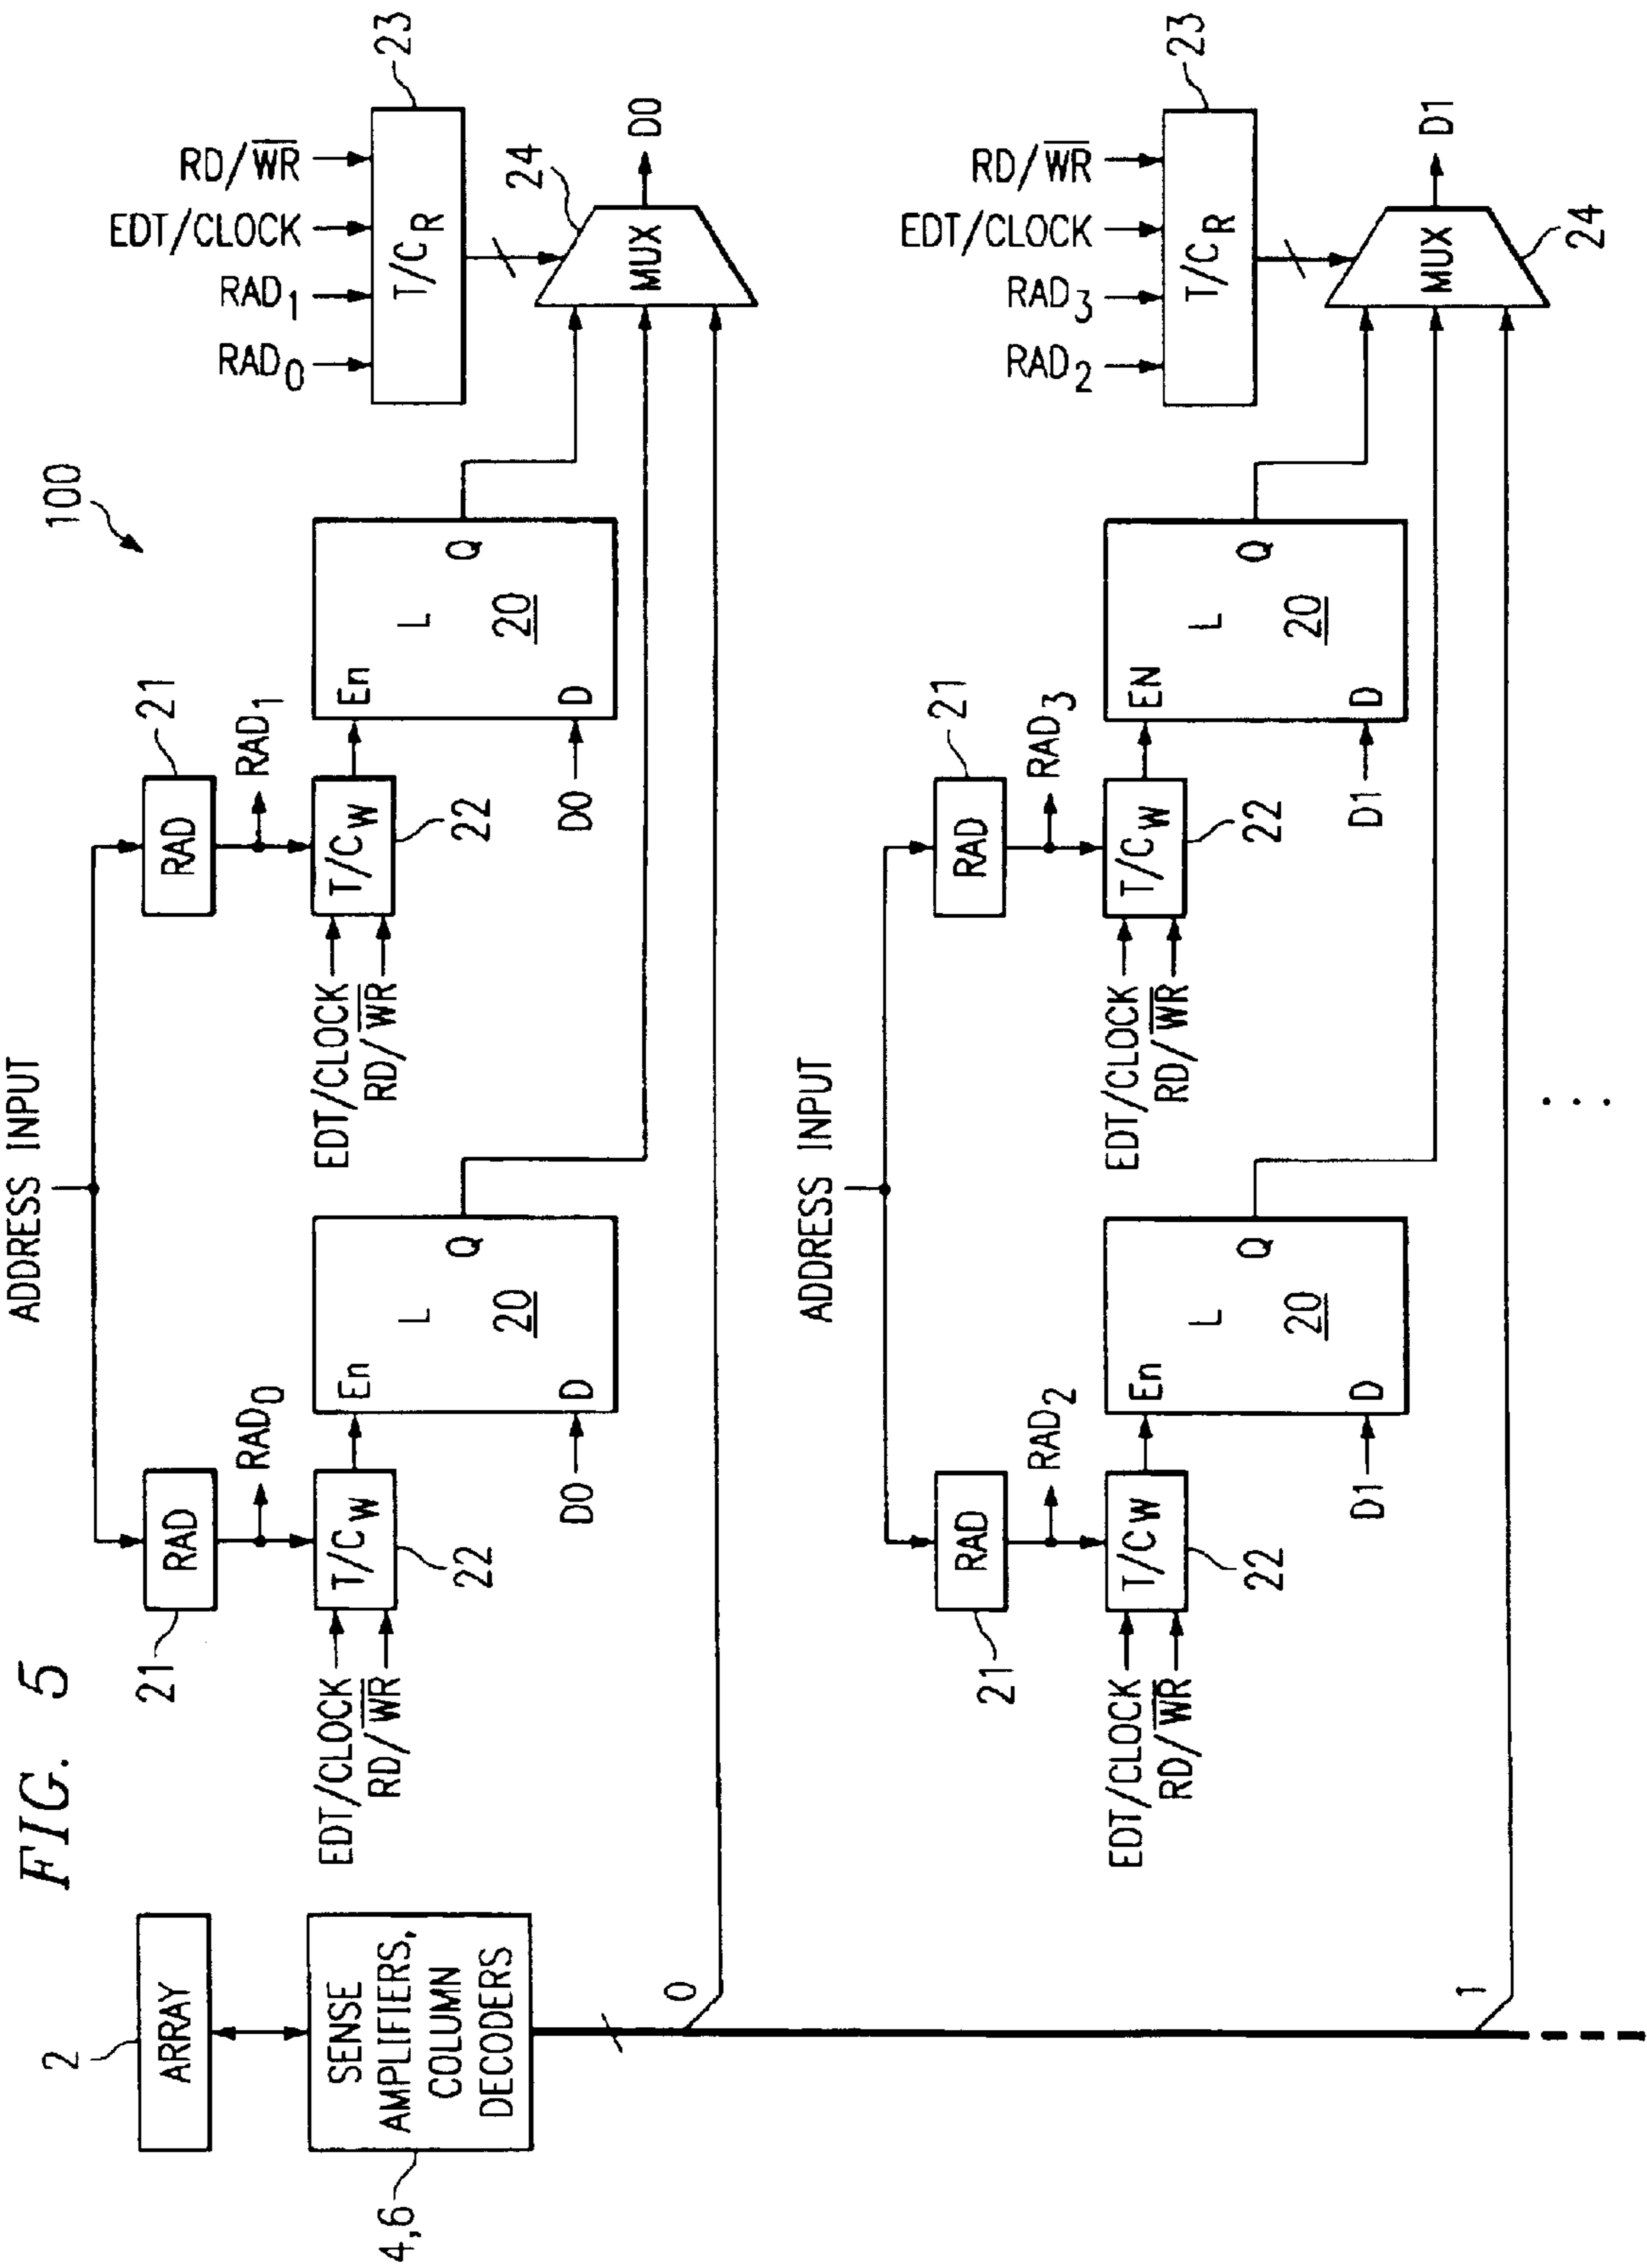 FIG. 5
100
2
ARRAY
4,6
SENSE
AMPLIFIERS,
COLUMN
DECODERS
0
1
ADDRESS INPUT
21
RAD
RAD0
EDT/CLOCK
RD/WR
T/CW
22
En
L
Q
20
D
D0
21
RAD
RAD1
EDT/CLOCK
RD/WR
T/CW
22
En
L
Q
20
D
D0
RAD0
RAD1
EDT/CLOCK
RD/WR
T/CR
23
MUX
24
D0
ADDRESS INPUT
21
RAD
RAD2
EDT/CLOCK
RD/WR
T/CW
22
En
L
Q
20
D
D1
21
RAD
RAD3
EDT/CLOCK
RD/WR
T/CW
22
EN
L
Q
20
D
D1
RAD2
RAD3
EDT/CLOCK
RD/WR
T/CR
23
MUX
24
D1
...